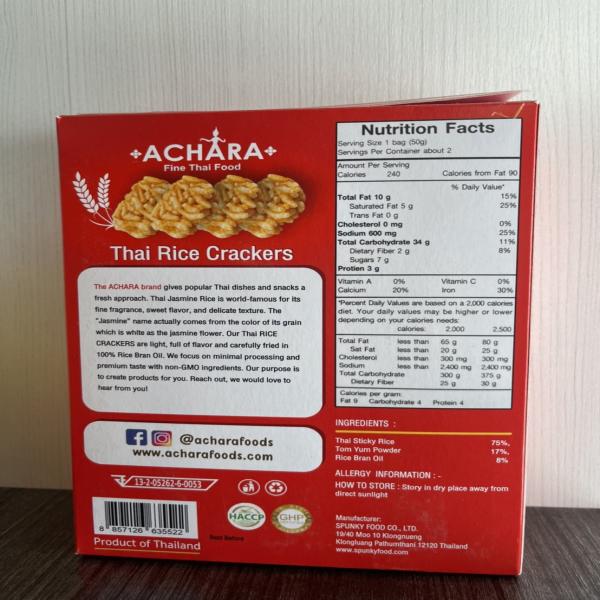 ACHARA
Fine Thai Food
Thai Rice Crackers
The ACHARA brand gives popular Thai dishes and snacks a
fresh approach. Thai Jasmine Rice is world-famous for its
fine fragrance, sweet flavor, and delicate texture. The
"Jasmine" name actually comes from the color of its grain
which is white as the jasmine flower. Our Thai RICE
CRACKERS are light, full of flavor and carefully fried in
100% Rice Bran Oil. We focus on minimal processing and
premium taste with non-GMO ingredients. Our purpose is
to create products for you. Reach out, we would love to
hear from you!
@acharafoods
www.acharafoods.com
13-2-05262-6-0053
8 857126 635522
Product of Thailand
HACCP
GHP
Best Before
Nutrition Facts
Serving Size 1 bag (50g)
Servings Per Container about 2
Amount Per Serving
Calories 240 Calories from Fat 90
% Daily Value*
Total Fat 10 g 15%
Saturated Fat 5 g 25%
Trans Fat 0 g
Cholesterol 0 mg 0%
Sodium 600 mg 25%
Total Carbohydrate 34 g 11%
Dietary Fiber 2 g 8%
Sugars 7 g
Protien 3 g
Vitamin A 0% Vitamin C 0%
Calcium 20% Iron 30%
*Percent Daily Values are based on a 2,000 calories
diet. Your daily values may be higher or lower
depending on your calories needs:
calories: 2,000 2,500
Total Fat less than 65 g 80 g
Sat Fat less than 20 g 25 g
Cholesterol less than 300 mg 300 mg
Sodium less than 2,400 mg 2,400 mg
Total Carbohydrate 300 g 375 g
Dietary Fiber 25 g 30 g
Calories per gram:
Fat 9 Carbohydrate 4 Protein 4
INGREDIENTS :
Thai Sticky Rice 75%,
Tom Yum Powder 17%,
Rice Bran Oil 8%
ALLERGY INFORMATION : -
HOW TO STORE : Story in dry place away from
direct sunlight
Manufacturer:
SPUNKY FOOD CO., LTD.
19/40 Moo 10 Klongnueng
Klongluang Pathumthani 12120 Thailand
www.spunkyfood.com